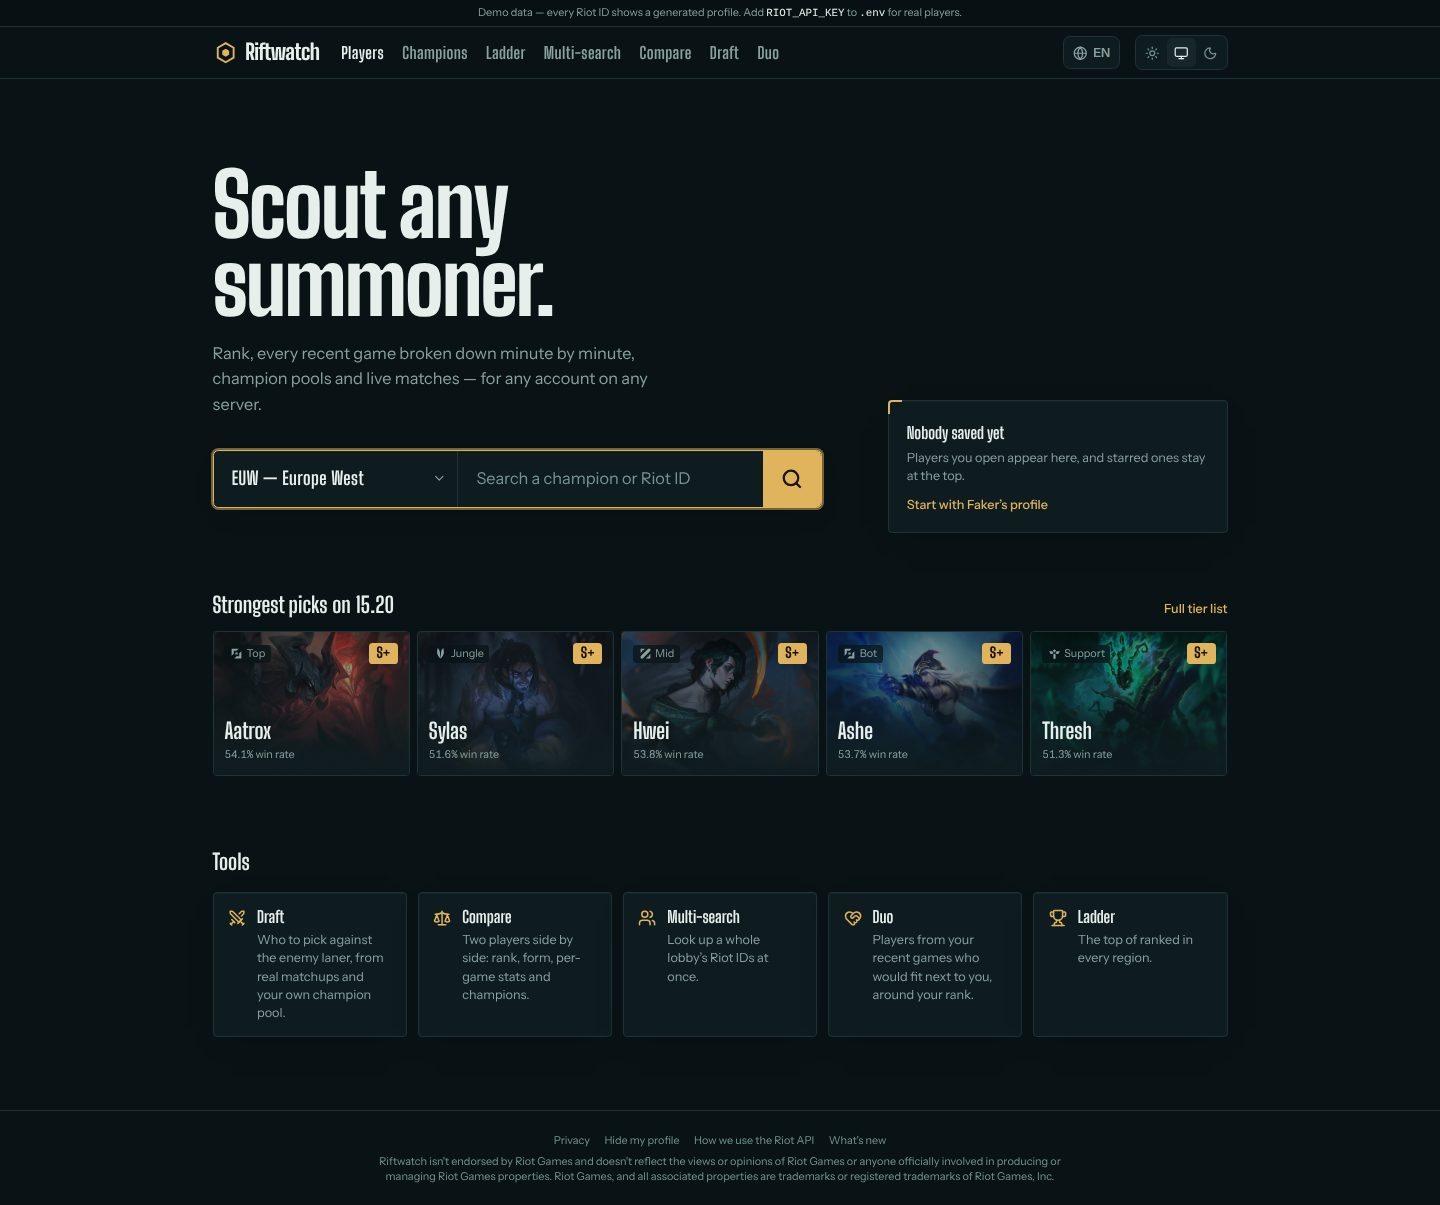 Demo data — every Riot ID shows a generated profile. Add RIOT_API_KEY to .env for real players.
Riftwatch Players Champions Ladder Multi-search Compare Draft Duo EN
Scout any
summoner.
Rank, every recent game broken down minute by minute,
champion pools and live matches — for any account on any
server.
EUW — Europe West Search a champion or Riot ID
Nobody saved yet
Players you open appear here, and starred ones stay
at the top.
Start with Faker's profile
Strongest picks on 15.20 Full tier list
Top S+
Aatrox
54.1% win rate
Jungle S+
Sylas
51.6% win rate
Mid S+
Hwei
53.8% win rate
Bot S+
Ashe
53.7% win rate
Support S+
Thresh
51.3% win rate
Tools
Draft
Who to pick against
the enemy laner, from
real matchups and
your own champion
pool.
Compare
Two players side by
side: rank, form, per-
game stats and
champions.
Multi-search
Look up a whole
lobby's Riot IDs at
once.
Duo
Players from your
recent games who
would fit next to you,
around your rank.
Ladder
The top of ranked in
every region.
Privacy Hide my profile How we use the Riot API What's new
Riftwatch isn't endorsed by Riot Games and doesn't reflect the views or opinions of Riot Games or anyone officially involved in producing or
managing Riot Games properties. Riot Games, and all associated properties are trademarks or registered trademarks of Riot Games, Inc.